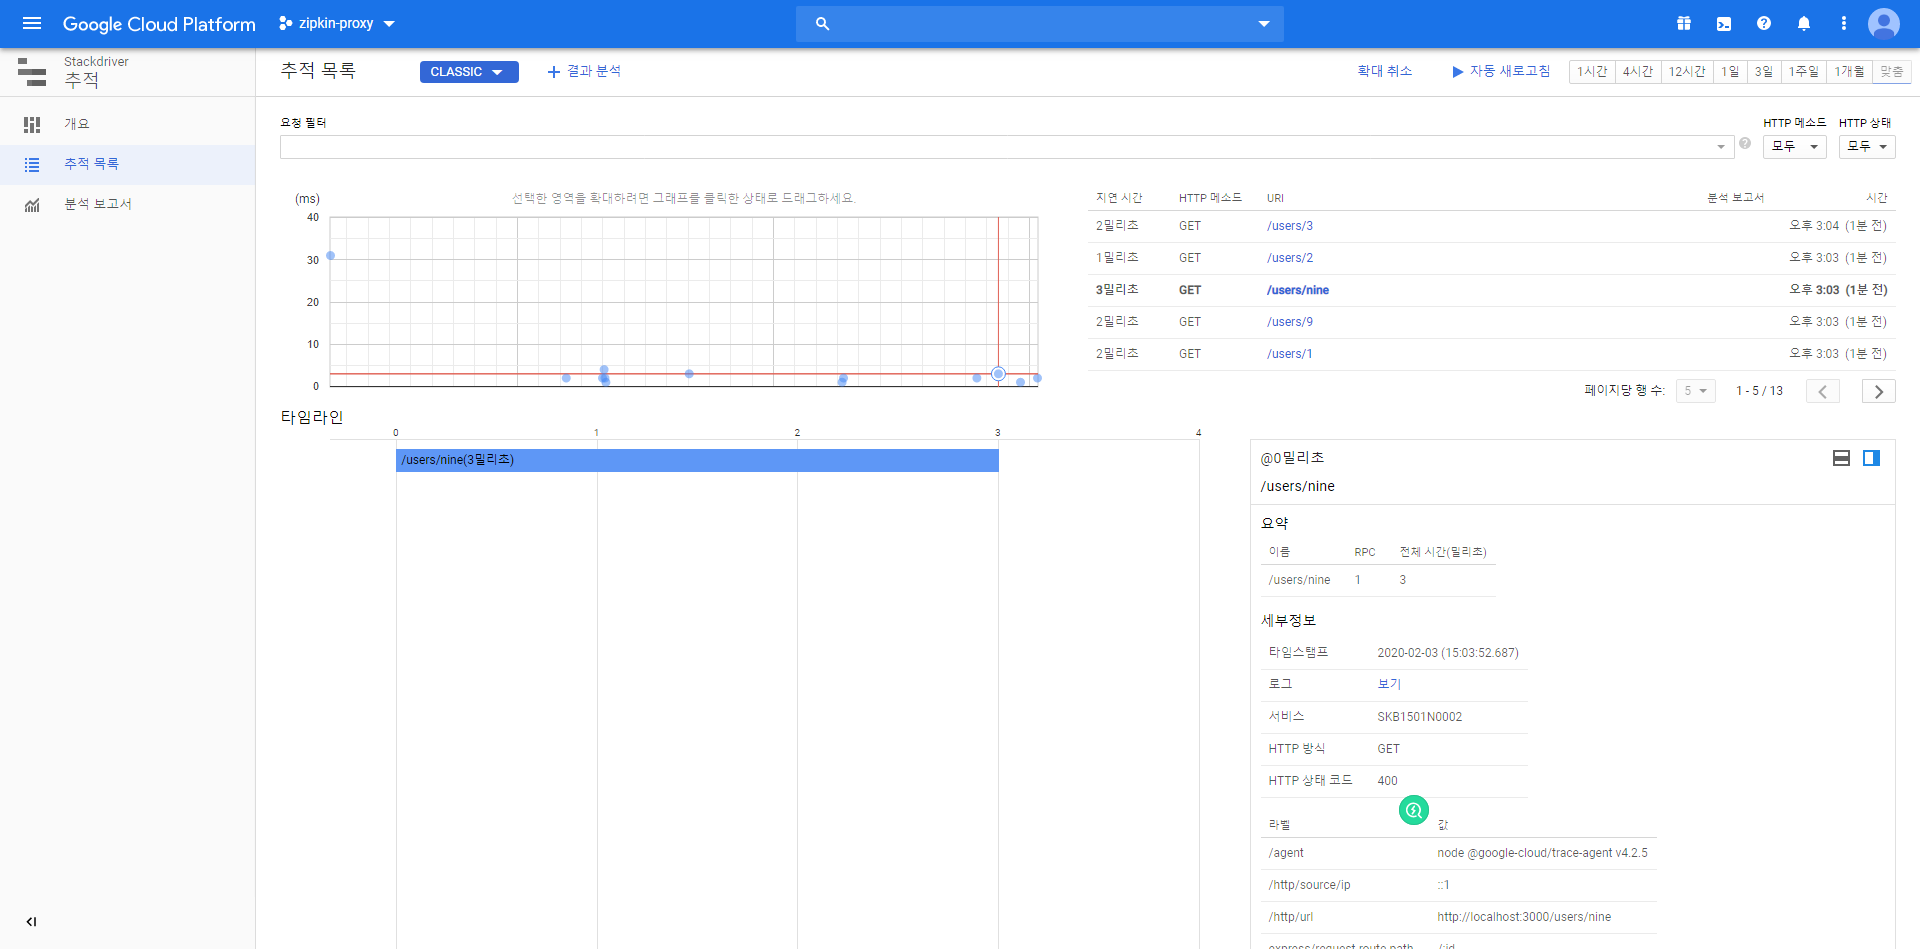 Google Cloud Platform
zipkin-proxy
Stackdriver
추적
추적 목록
CLASSIC
결과 분석
확대 취소
자동 새로고침
1시간
4시간
12시간
1일
3일
1주일
1개월
맞춤
개요
추적 목록
분석 보고서
요청 필터
HTTP 메소드
HTTP 상태
모두
모두
(ms)
선택한 영역을 확대하려면 그래프를 클릭한 상태로 드래그하세요.
40
30
20
10
0
지연 시간 HTTP 메소드 URI 분석 보고서 시간
2밀리초 GET /users/3 오후 3:04 (1분 전)
1밀리초 GET /users/2 오후 3:03 (1분 전)
3밀리초 GET /users/nine 오후 3:03 (1분 전)
2밀리초 GET /users/9 오후 3:03 (1분 전)
2밀리초 GET /users/1 오후 3:03 (1분 전)
페이지당 행 수: 5 1 - 5 / 13
타임라인
0 1 2 3 4
/users/nine(3밀리초)
@0밀리초
/users/nine
요약
이름 RPC 전체 시간(밀리초)
/users/nine 1 3
세부정보
타임스탬프 2020-02-03 (15:03:52.687)
로그 보기
서비스 SKB1501N0002
HTTP 방식 GET
HTTP 상태 코드 400
라벨 값
/agent node @google-cloud/trace-agent v4.2.5
/http/source/ip ::1
/http/url http://localhost:3000/users/nine
express/request.route.path /:id